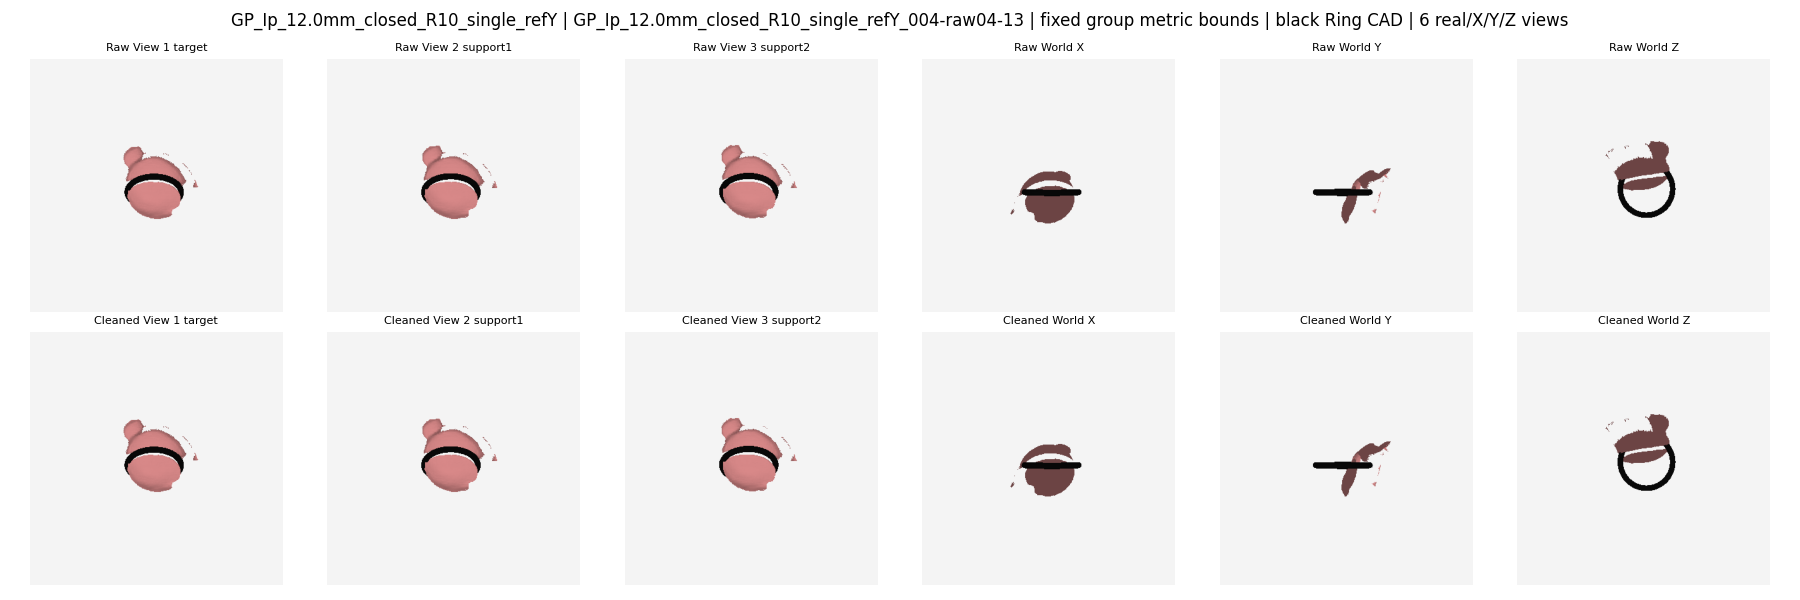 GP_Ip_12.0mm_closed_R10_single_refY | GP_Ip_12.0mm_closed_R10_single_refY_004-raw04-13 | fixed group metric bounds | black Ring CAD | 6 real/X/Y/Z views
Raw View 1 target
Raw View 2 support1
Raw View 3 support2
Raw World X
Raw World Y
Raw World Z
Cleaned View 1 target
Cleaned View 2 support1
Cleaned View 3 support2
Cleaned World X
Cleaned World Y
Cleaned World Z